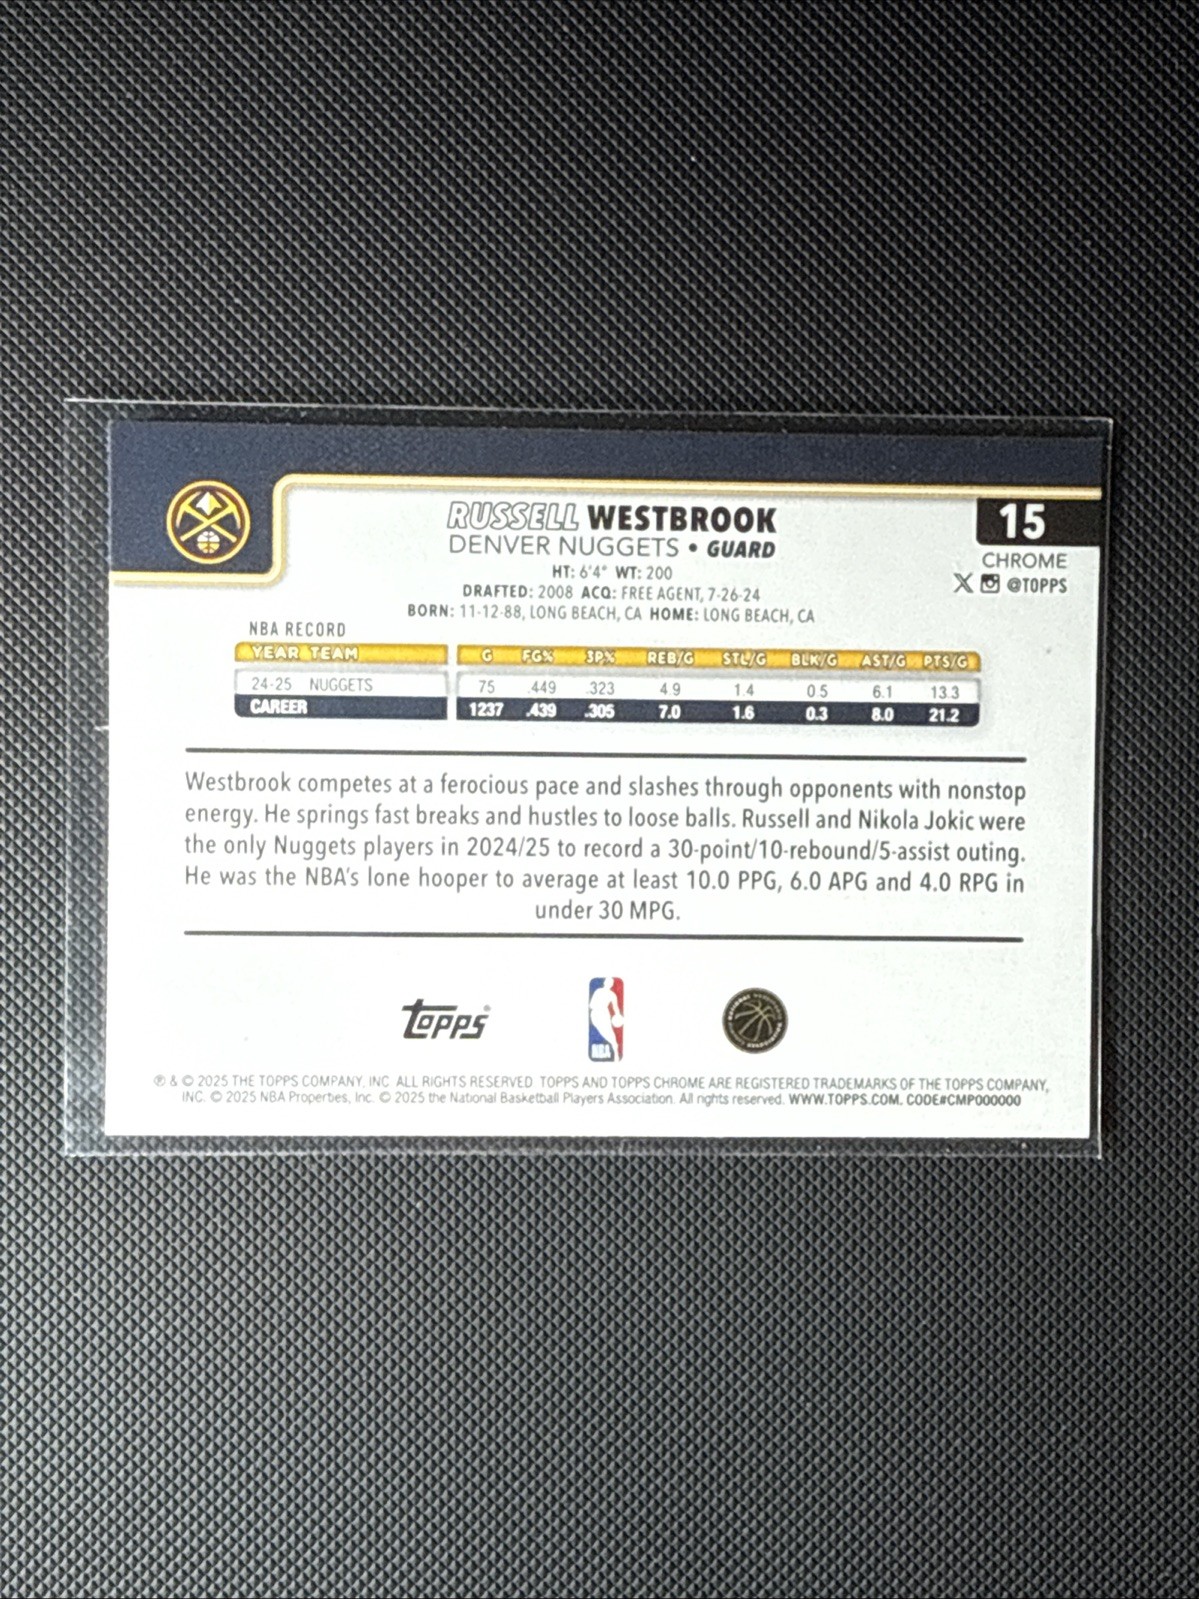 RUSSELL WESTBROOK
DENVER NUGGETS • GUARD
HT: 6'4" WT: 200
DRAFTED: 2008 ACQ: FREE AGENT, 7-26-24
BORN: 11-12-88, LONG BEACH, CA HOME: LONG BEACH, CA
15
CHROME
X @TOPPS
NBA RECORD
YEAR TEAM G FG% 3P% REB/G STL/G BLK/G AST/G PTS/G
24-25 NUGGETS 75 .449 .323 4.9 1.4 0.5 6.1 13.3
CAREER 1237 .439 .305 7.0 1.6 0.3 8.0 21.2
Westbrook competes at a ferocious pace and slashes through opponents with nonstop
energy. He springs fast breaks and hustles to loose balls. Russell and Nikola Jokic were
the only Nuggets players in 2024/25 to record a 30-point/10-rebound/5-assist outing.
He was the NBA's lone hooper to average at least 10.0 PPG, 6.0 APG and 4.0 RPG in
under 30 MPG.
topps®
NBA
® & © 2025 THE TOPPS COMPANY, INC. ALL RIGHTS RESERVED. TOPPS AND TOPPS CHROME ARE REGISTERED TRADEMARKS OF THE TOPPS COMPANY,
INC. © 2025 NBA Properties, Inc. © 2025 the National Basketball Players Association. All rights reserved. WWW.TOPPS.COM. CODE#CMP000000